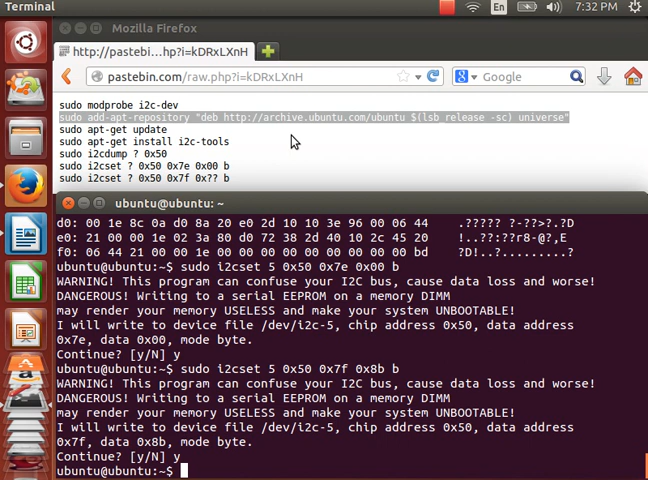 Terminal
En
7:32 PM
Mozilla Firefox
http://pastebi...hp?i=kDRxLXnH
pastebin.com/raw.php?i=kDRxLXnH
Google
sudo modprobe i2c-dev
sudo add-apt-repository "deb http://archive.ubuntu.com/ubuntu $(lsb_release -sc) universe"
sudo apt-get update
sudo apt-get install i2c-tools
sudo i2cdump ? 0x50
sudo i2cset ? 0x50 0x7e 0x00 b
sudo i2cset ? 0x50 0x7f 0x?? b
ubuntu@ubuntu: ~
d0: 00 1e 8c 0a d0 8a 20 e0 2d 10 10 3e 96 00 06 44    .????? ?-??>?.?D
e0: 21 00 00 1e 02 3a 80 d0 72 38 2d 40 10 2c 45 20    !..??:??r8-@?,E
f0: 06 44 21 00 00 1e 00 00 00 00 00 00 00 00 00 bd    ?D!..?.........?
ubuntu@ubuntu:~$ sudo i2cset 5 0x50 0x7e 0x00 b
WARNING! This program can confuse your I2C bus, cause data loss and worse!
DANGEROUS! Writing to a serial EEPROM on a memory DIMM
may render your memory USELESS and make your system UNBOOTABLE!
I will write to device file /dev/i2c-5, chip address 0x50, data address
0x7e, data 0x00, mode byte.
Continue? [y/N] y
ubuntu@ubuntu:~$ sudo i2cset 5 0x50 0x7f 0x8b b
WARNING! This program can confuse your I2C bus, cause data loss and worse!
DANGEROUS! Writing to a serial EEPROM on a memory DIMM
may render your memory USELESS and make your system UNBOOTABLE!
I will write to device file /dev/i2c-5, chip address 0x50, data address
0x7f, data 0x8b, mode byte.
Continue? [y/N] y
ubuntu@ubuntu:~$